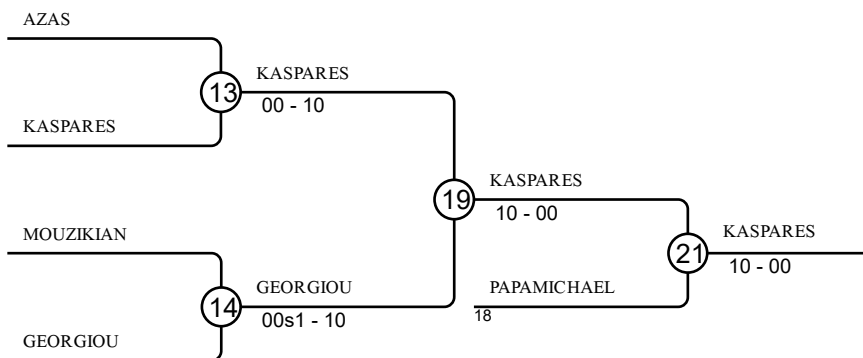 AZAS
13
KASPARES
00 - 10
KASPARES
19
KASPARES
10 - 00
MOUZIKIAN
14
GEORGIOU
00s1 - 10
GEORGIOU
PAPAMICHAEL
18
21
KASPARES
10 - 00